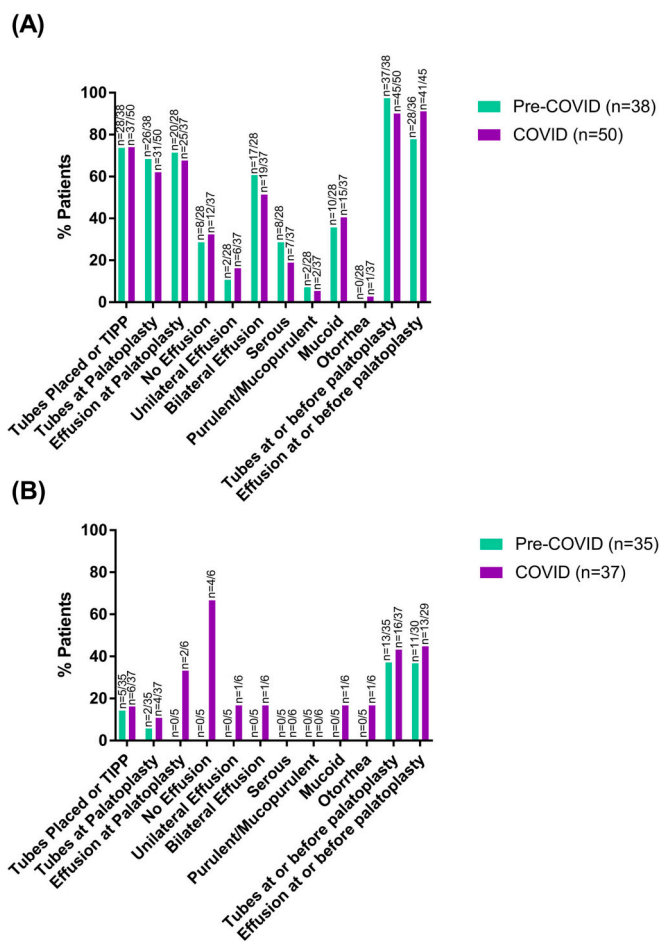 (A)
% Patients
100
80
60
40
20
0
n=28/38
n=37/50
n=26/38
n=31/50
n=20/28
n=25/37
n=8/28
n=12/37
n=2/28
n=6/37
n=17/28
n=19/37
n=8/28
n=7/37
n=2/28
n=2/37
n=10/28
n=15/37
n=0/28
n=1/37
n=37/38
n=45/50
n=28/36
n=41/45
Pre-COVID (n=38)
COVID (n=50)
Tubes Placed or TIPP
Tubes at Palatoplasty
Effusion at Palatoplasty
No Effusion
Unilateral Effusion
Bilateral Effusion
Serous
Purulent/Mucopurulent
Mucoid
Otorrhea
Tubes at or before palatoplasty
Effusion at or before palatoplasty
(B)
% Patients
100
80
60
40
20
0
n=5/35
n=6/37
n=2/35
n=4/37
n=0/5
n=2/6
n=0/5
n=4/6
n=0/5
n=1/6
n=0/5
n=1/6
n=0/5
n=0/6
n=0/5
n=0/6
n=0/5
n=1/6
n=0/5
n=1/6
n=13/35
n=16/37
n=11/30
n=13/29
Pre-COVID (n=35)
COVID (n=37)
Tubes Placed or TIPP
Tubes at Palatoplasty
Effusion at Palatoplasty
No Effusion
Unilateral Effusion
Bilateral Effusion
Serous
Purulent/Mucopurulent
Mucoid
Otorrhea
Tubes at or before palatoplasty
Effusion at or before palatoplasty